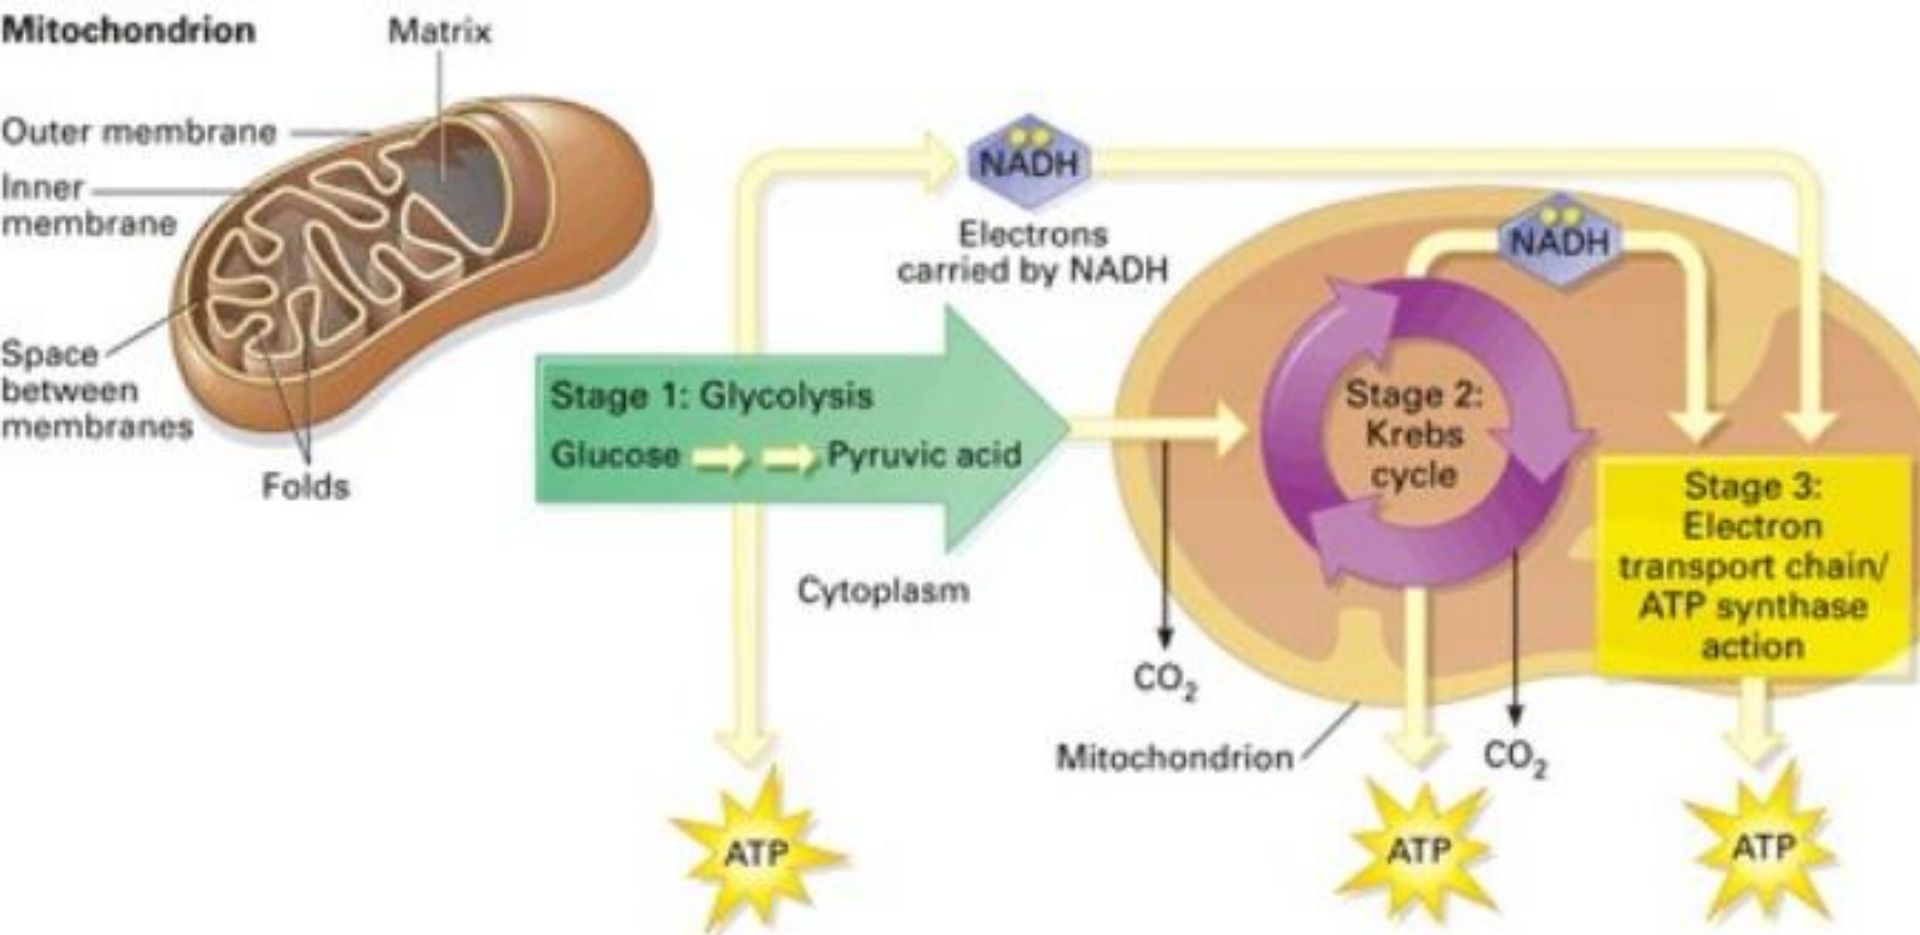 Mitochondrion
Matrix
Outer membrane
Inner
membrane
Space
between
membranes
Folds
NADH
Electrons
carried by NADH
NADH
Stage 1: Glycolysis
Glucose Pyruvic acid
Cytoplasm
Stage 2:
Krebs
cycle
Stage 3:
Electron
transport chain/
ATP synthase
action
CO₂
Mitochondrion
CO₂
ATP
ATP
ATP